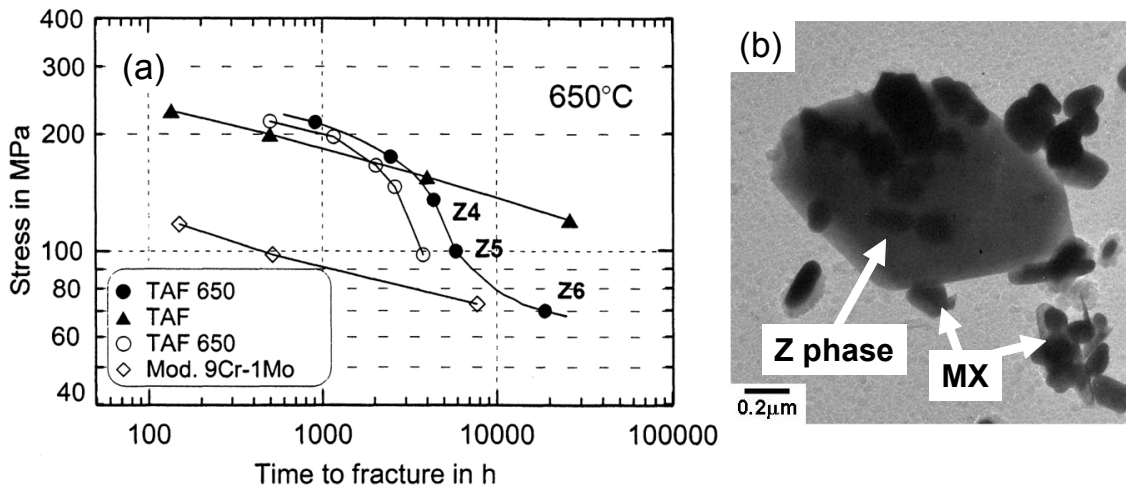 400
300
200
100
80
60
40
Stress in MPa
(a)
650°C
Z4
Z5
Z6
TAF 650
TAF
TAF 650
Mod. 9Cr-1Mo
100
1000
10000
100000
Time to fracture in h
(b)
Z phase
MX
0.2μm